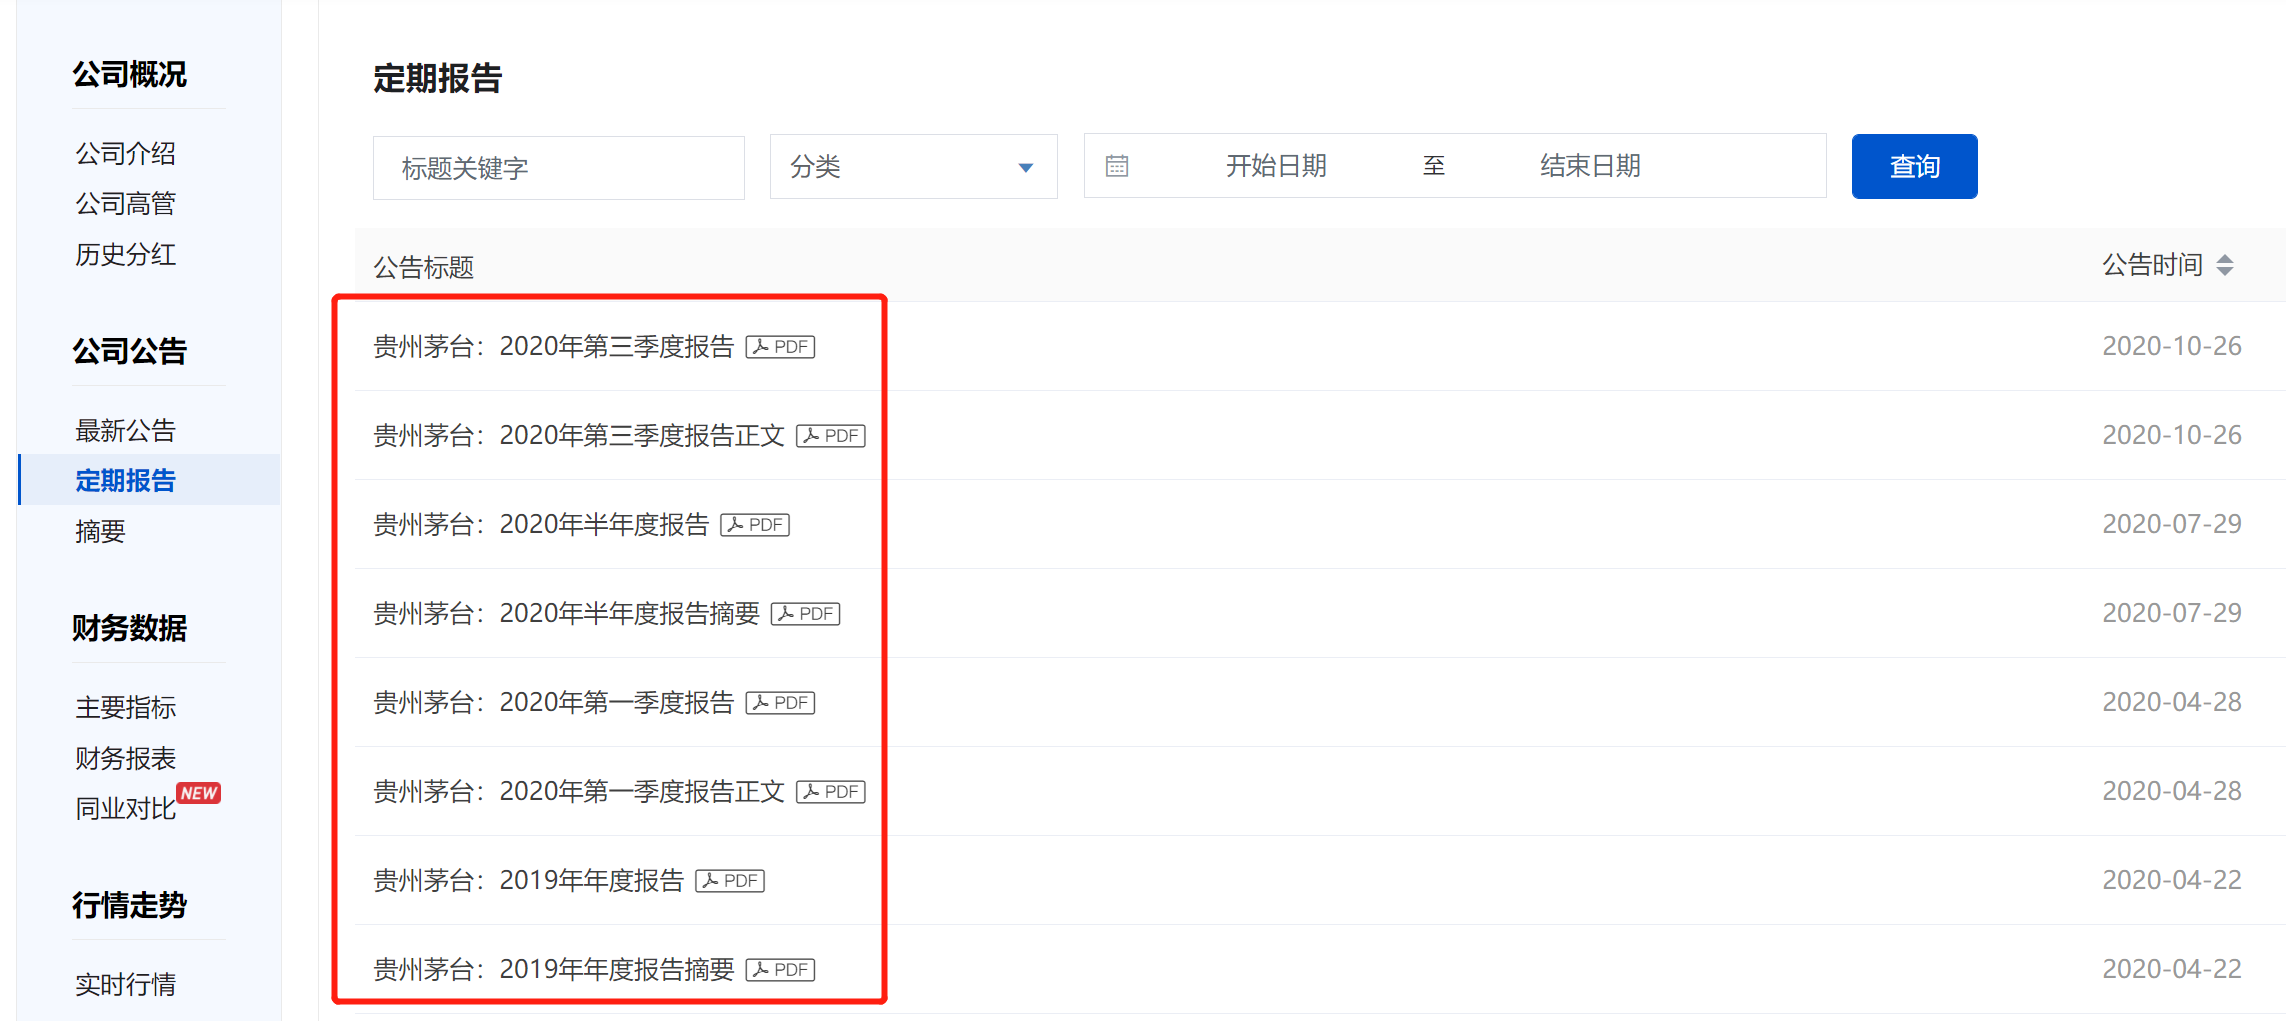 公司概况
公司介绍
公司高管
历史分红
公司公告
最新公告
定期报告
摘要
财务数据
主要指标
财务报表
同业对比 NEW
行情走势
实时行情
定期报告
标题关键字 分类 开始日期 至 结束日期 查询
公告标题 公告时间
贵州茅台：2020年第三季度报告 PDF 2020-10-26
贵州茅台：2020年第三季度报告正文 PDF 2020-10-26
贵州茅台：2020年半年度报告 PDF 2020-07-29
贵州茅台：2020年半年度报告摘要 PDF 2020-07-29
贵州茅台：2020年第一季度报告 PDF 2020-04-28
贵州茅台：2020年第一季度报告正文 PDF 2020-04-28
贵州茅台：2019年年度报告 PDF 2020-04-22
贵州茅台：2019年年度报告摘要 PDF 2020-04-22